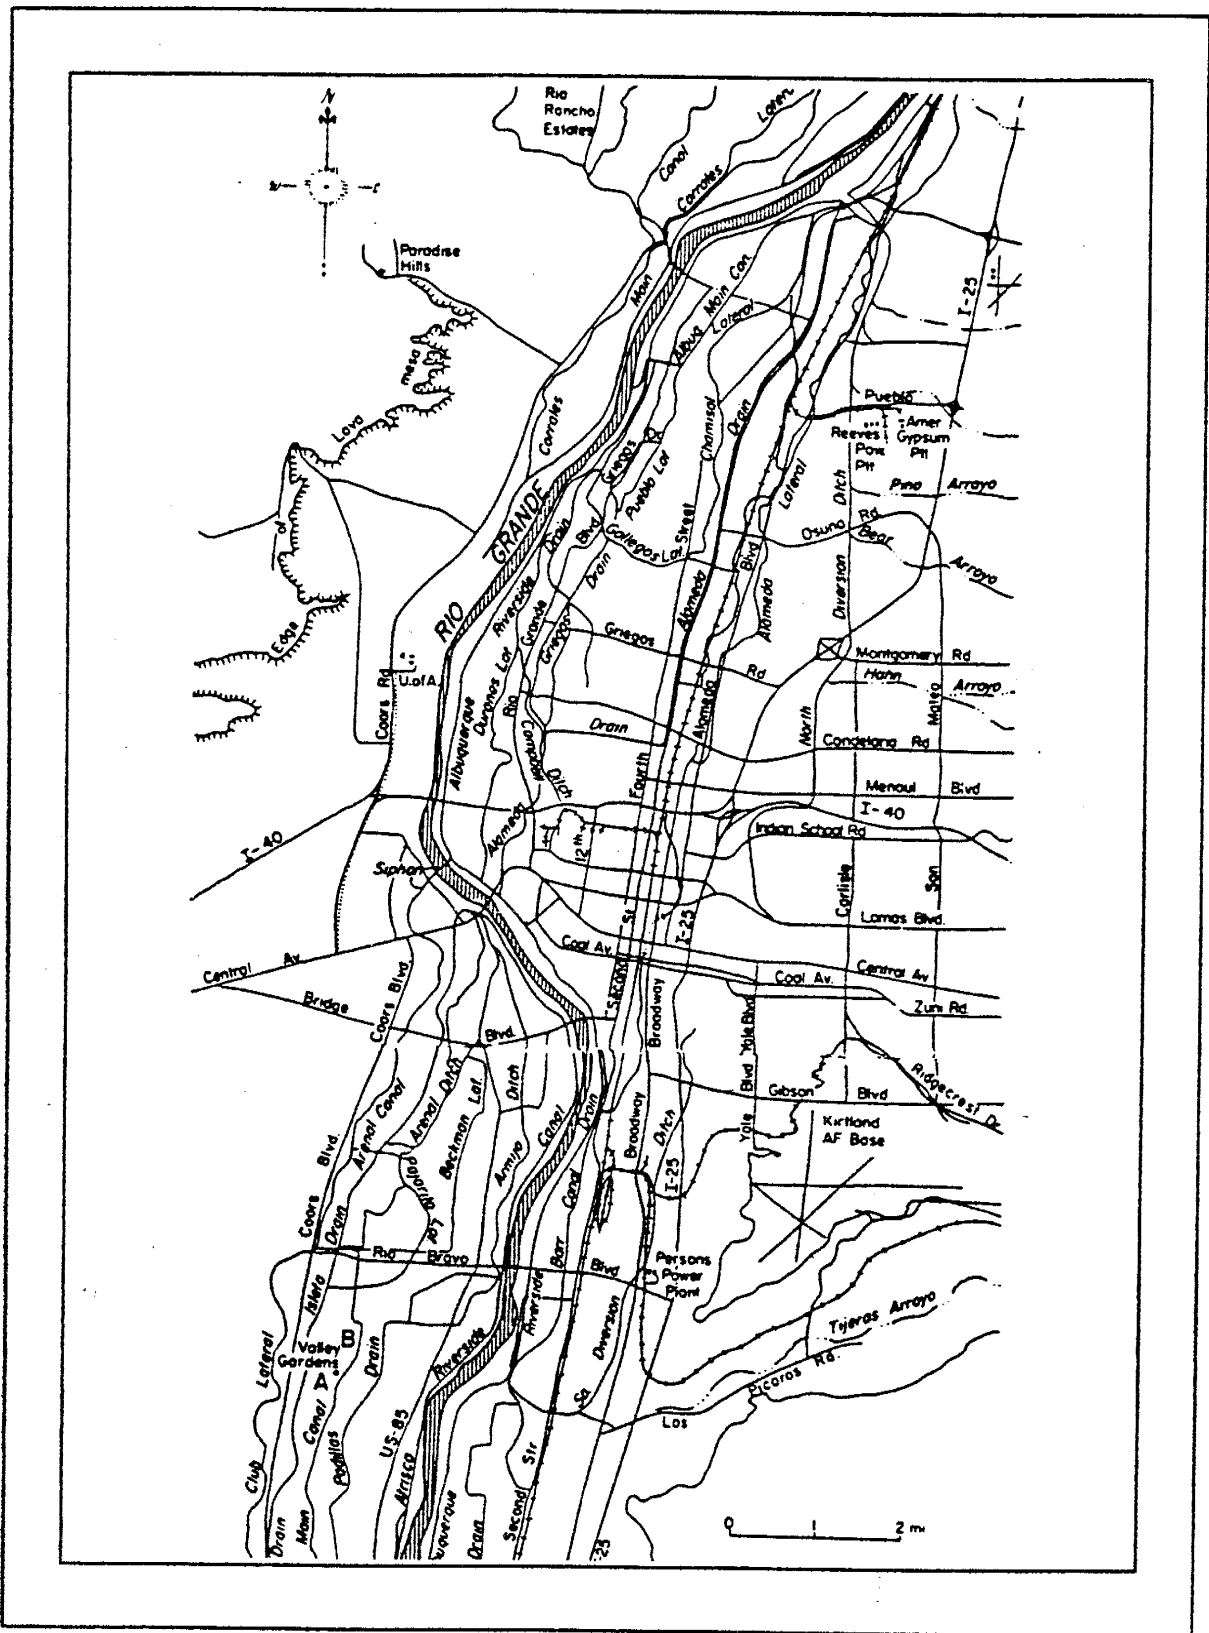 N
Rio
Rancho
Estates
Canal
Corrales
Paradise
Hills
Main
Albuq Main Can.
Lateral
I-25
mesa
Lava
of
Edge
Corrales
Chamisal
Drain
Pueblo
Reeves
Pow
Plt
Amer
Gypsum
Plt
Griegos
Pueblo Lat
Lateral
Ditch
Pino Arroyo
RIO GRANDE
Drain
Blvd
Gallegos Lat.
Street
Osuna Rd
Bear
Arroyo
Drain
Blvd
Riverside
Grande
Griegos
Alameda
Alameda
Diversion
Griegos
Rd
Montgomery Rd
Hahn
Arroyo
U.of A.
Coors Rd
Albuquerque
Duranes Lat
Rio
Drain
Alameda
North
Mateo
Candelaria Rd
Campbell
Ditch
Fourth
Menaul Blvd
I-40
I-40
Indian School Rd
Alameda
12th
Siphon
Carlisle
San
St
I-25
Lomas Blvd.
Central Av.
Coal Av.
Central Av
Coal Av.
Bridge
Blvd.
Coors Blvd.
Second
Broadway
Yale Blvd
Zuni Rd.
Ridgecrest Dr.
Ditch
Blvd
Gibson Blvd
Arenal Canal
Arenal Ditch
Beckman Lat.
Canal
Drain
Broadway
Ditch
Yale
Kirtland
AF Base
Coors Blvd.
Drain
Armijo
Canal
I-25
Rio Bravo Blvd
Barr
Persons
Power
Plant
Isleta
Riverside
Diversion
Tijeras Arroyo
Lateral
Valley
Gardens
B
A
Drain
Riverside
Los Picaros Rd.
So
Club
Canal
Padillas
US-85
Atrisco
Str
Second
Drain
Main
uquerque
Drain
-25
0 1 2 mi